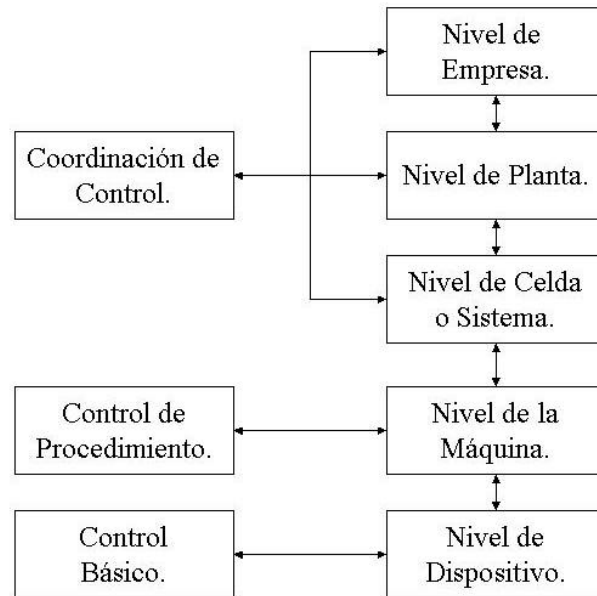 Nivel de
Empresa.
Coordinación de
Control.
Nivel de Planta.
Nivel de Celda
o Sistema.
Control de
Procedimiento.
Nivel de la
Máquina.
Control
Básico.
Nivel de
Dispositivo.